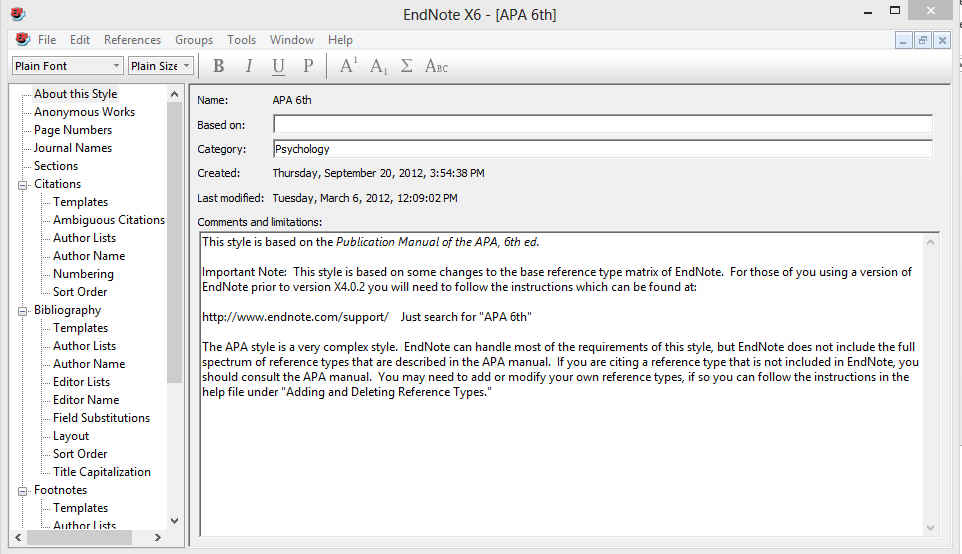 EndNote X6 - [APA 6th]
File Edit References Groups Tools Window Help
Plain Font Plain Size B I U P A1 A1 Σ ABC
About this Style
Anonymous Works
Page Numbers
Journal Names
Sections
Citations
Templates
Ambiguous Citations
Author Lists
Author Name
Numbering
Sort Order
Bibliography
Templates
Author Lists
Author Name
Editor Lists
Editor Name
Field Substitutions
Layout
Sort Order
Title Capitalization
Footnotes
Templates
Author Lists
Name: APA 6th
Based on:
Category: Psychology
Created: Thursday, September 20, 2012, 3:54:38 PM
Last modified: Tuesday, March 6, 2012, 12:09:02 PM
Comments and limitations:
This style is based on the Publication Manual of the APA, 6th ed.
Important Note:  This style is based on some changes to the base reference type matrix of EndNote.  For those of you using a version of
EndNote prior to version X4.0.2 you will need to follow the instructions which can be found at:
http://www.endnote.com/support/    Just search for "APA 6th"
The APA style is a very complex style.  EndNote can handle most of the requirements of this style, but EndNote does not include the full
spectrum of reference types that are described in the APA manual.  If you are citing a reference type that is not included in EndNote, you
should consult the APA manual.  You may need to add or modify your own reference types, if so you can follow the instructions in the
help file under "Adding and Deleting Reference Types."